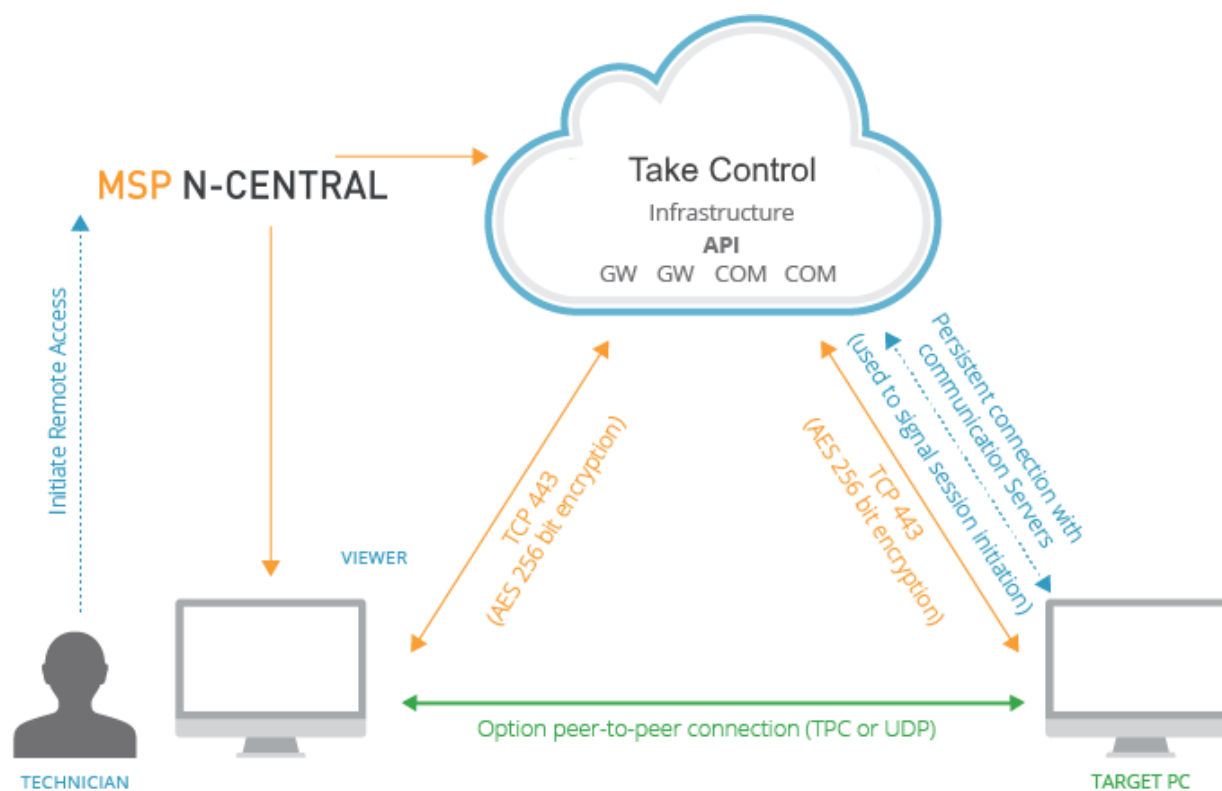 Take Control
Infrastructure
API
GW GW COM COM
MSP N-CENTRAL
Initiate Remote Access
Persistent connection with
communication Servers
(used to signal session initiation)
TCP 443
(AES 256 bit encryption)
TCP 443
(AES 256 bit encryption)
VIEWER
Option peer-to-peer connection (TPC or UDP)
TECHNICIAN
TARGET PC